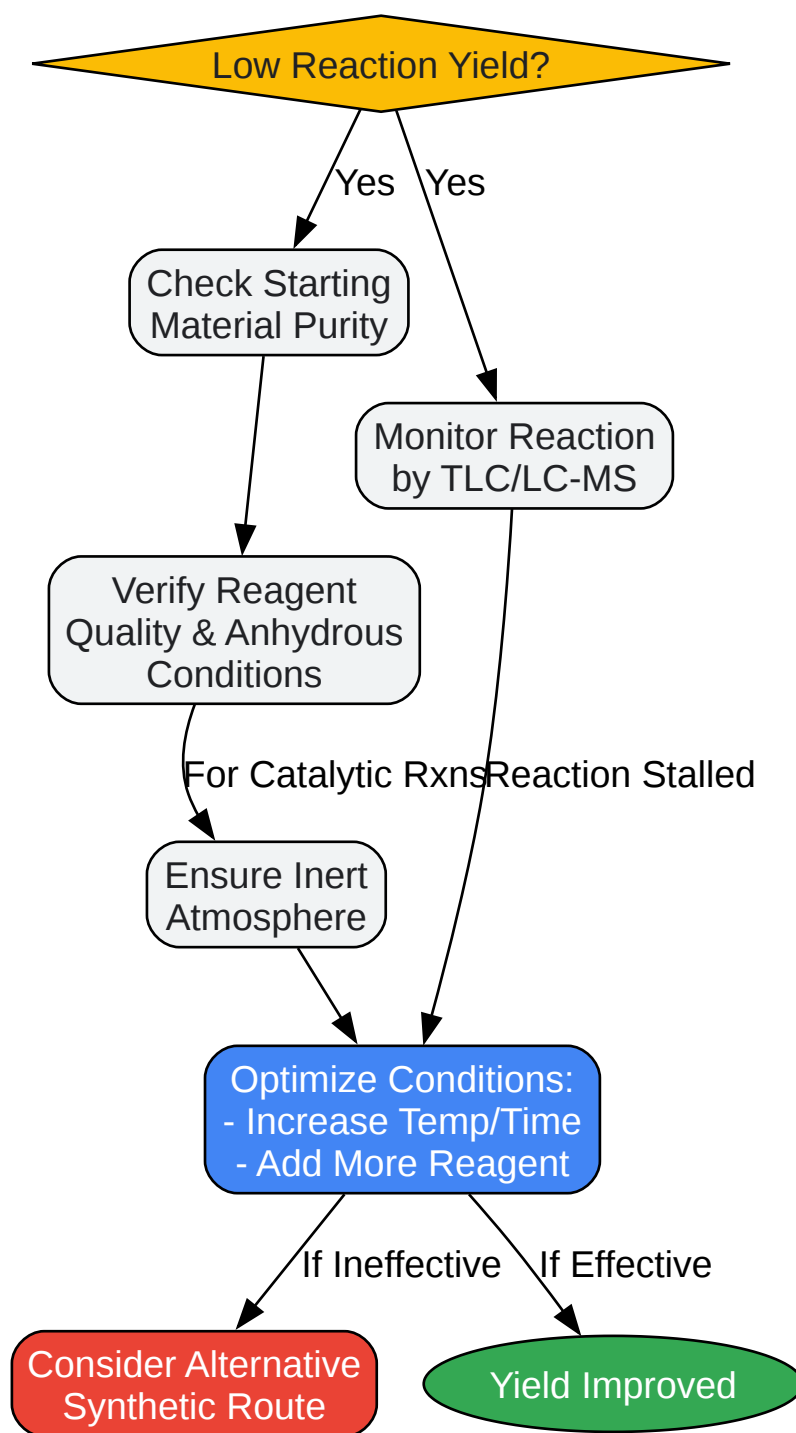 Low Reaction Yield?
Yes
Yes
Check Starting
Material Purity
Monitor Reaction
by TLC/LC-MS
Verify Reagent
Quality & Anhydrous
Conditions
For Catalytic Rxns
Reaction Stalled
Ensure Inert
Atmosphere
Optimize Conditions:
- Increase Temp/Time
- Add More Reagent
If Ineffective
If Effective
Consider Alternative
Synthetic Route
Yield Improved